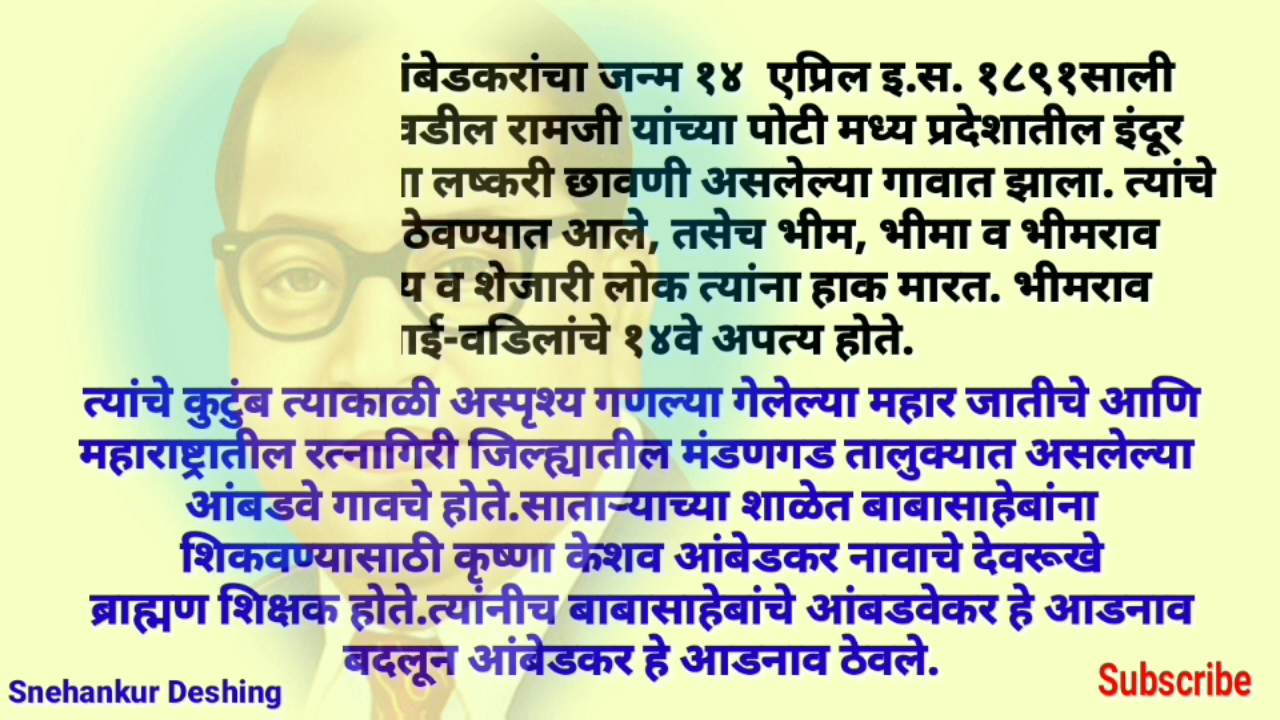 ांबेडकरांचा जन्म १४ एप्रिल इ.स. १८९१साली
वडील रामजी यांच्या पोटी मध्य प्रदेशातील इंदूर
ा लष्करी छावणी असलेल्या गावात झाला. त्यांचे
ठेवण्यात आले, तसेच भीम, भीमा व भीमराव
य व शेजारी लोक त्यांना हाक मारत. भीमराव
ाई-वडिलांचे १४वे अपत्य होते.
त्यांचे कुटुंब त्याकाळी अस्पृश्य गणल्या गेलेल्या महार जातीचे आणि
महाराष्ट्रातील रत्नागिरी जिल्ह्यातील मंडणगड तालुक्यात असलेल्या
आंबडवे गावचे होते.साताऱ्याच्या शाळेत बाबासाहेबांना
शिकवण्यासाठी कृष्णा केशव आंबेडकर नावाचे देवरूखे
ब्राह्मण शिक्षक होते.त्यांनीच बाबासाहेबांचे आंबडवेकर हे आडनाव
बदलून आंबेडकर हे आडनाव ठेवले.
Snehankur Deshing
Subscribe